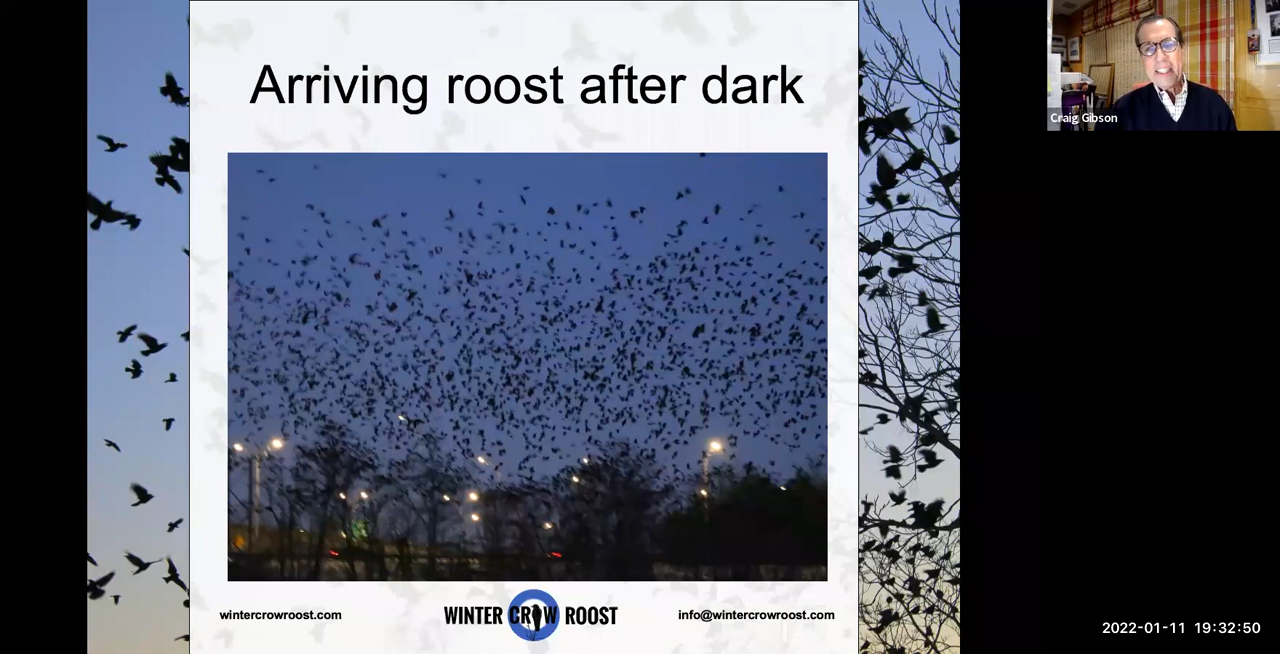 Arriving roost after dark
Craig Gibson
wintercrowroost.com
WINTER CROW ROOST
info@wintercrowroost.com
2022-01-11 19:32:50